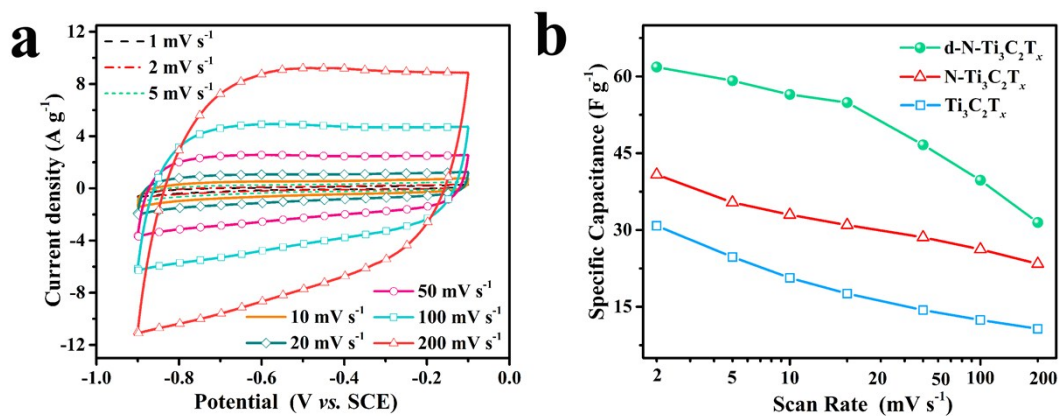 a
1 mV s⁻¹
2 mV s⁻¹
5 mV s⁻¹
50 mV s⁻¹
10 mV s⁻¹
100 mV s⁻¹
20 mV s⁻¹
200 mV s⁻¹
Current density (A g⁻¹)
12
8
4
0
-4
-8
-12
-1.0
-0.8
-0.6
-0.4
-0.2
0.0
Potential (V vs. SCE)
b
d-N-Ti₃C₂Tₓ
N-Ti₃C₂Tₓ
Ti₃C₂Tₓ
Specific Capacitance (F g⁻¹)
60
45
30
15
2
5
10
20
50
100
200
Scan Rate (mV s⁻¹)